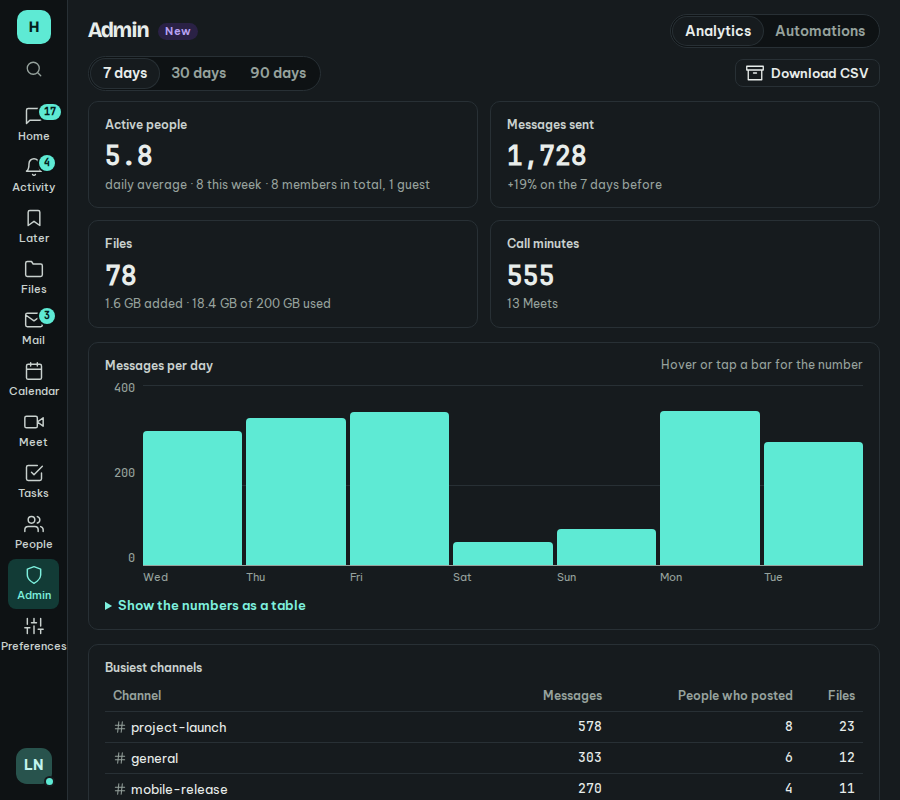 H
Admin New
Analytics Automations
7 days 30 days 90 days
Download CSV
17
Home
4
Activity
Later
Files
3
Mail
Calendar
Meet
Tasks
People
Admin
Preferences
LN
Active people
5.8
daily average · 8 this week · 8 members in total, 1 guest
Messages sent
1,728
+19% on the 7 days before
Files
78
1.6 GB added · 18.4 GB of 200 GB used
Call minutes
555
13 Meets
Messages per day
Hover or tap a bar for the number
400
200
0
Wed Thu Fri Sat Sun Mon Tue
Show the numbers as a table
Busiest channels
Channel Messages People who posted Files
# project-launch 578 8 23
# general 303 6 12
# mobile-release 270 4 11